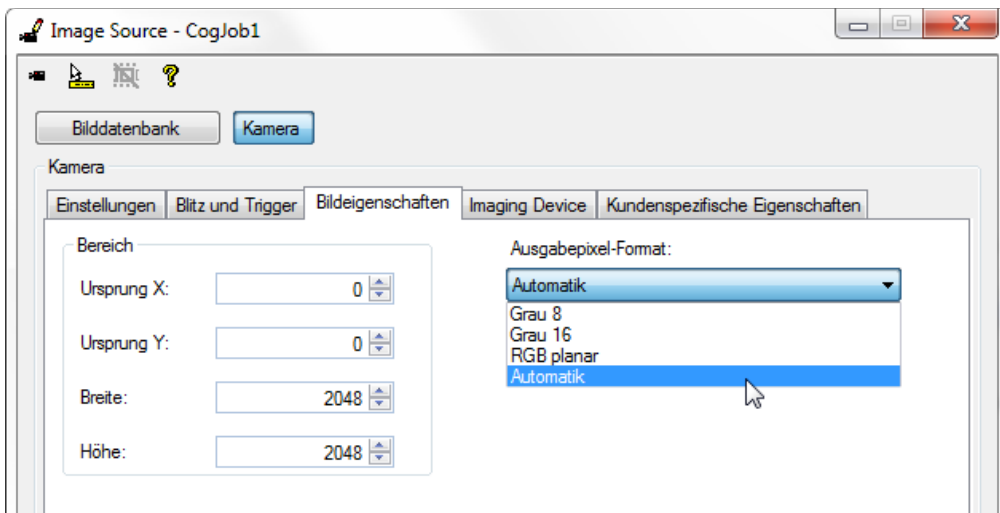 Image Source - CogJob1
Bilddatenbank
Kamera
Kamera
Einstellungen
Blitz und Trigger
Bildeigenschaften
Imaging Device
Kundenspezifische Eigenschaften
Bereich
Ursprung X:
0
Ursprung Y:
0
Breite:
2048
Höhe:
2048
Ausgabepixel-Format:
Automatik
Grau 8
Grau 16
RGB planar
Automatik